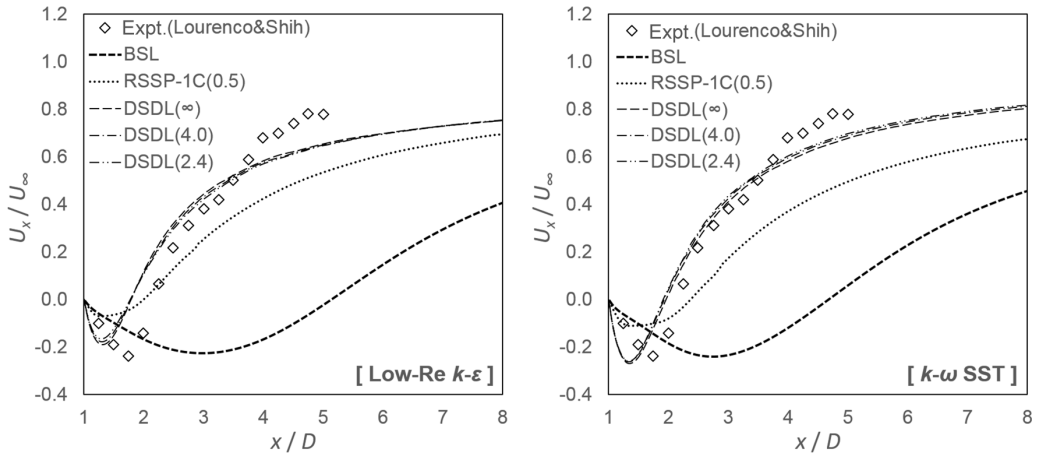 1.2
1.0
0.8
0.6
0.4
0.2
0.0
-0.2
-0.4
Ux / U∞
Expt.(Lourenco&Shih)
BSL
RSSP-1C(0.5)
DSDL(∞)
DSDL(4.0)
DSDL(2.4)
[ Low-Re k-ε ]
1 2 3 4 5 6 7 8
x / D
1.2
1.0
0.8
0.6
0.4
0.2
0.0
-0.2
-0.4
Ux / U∞
Expt.(Lourenco&Shih)
BSL
RSSP-1C(0.5)
DSDL(∞)
DSDL(4.0)
DSDL(2.4)
[ k-ω SST ]
1 2 3 4 5 6 7 8
x / D